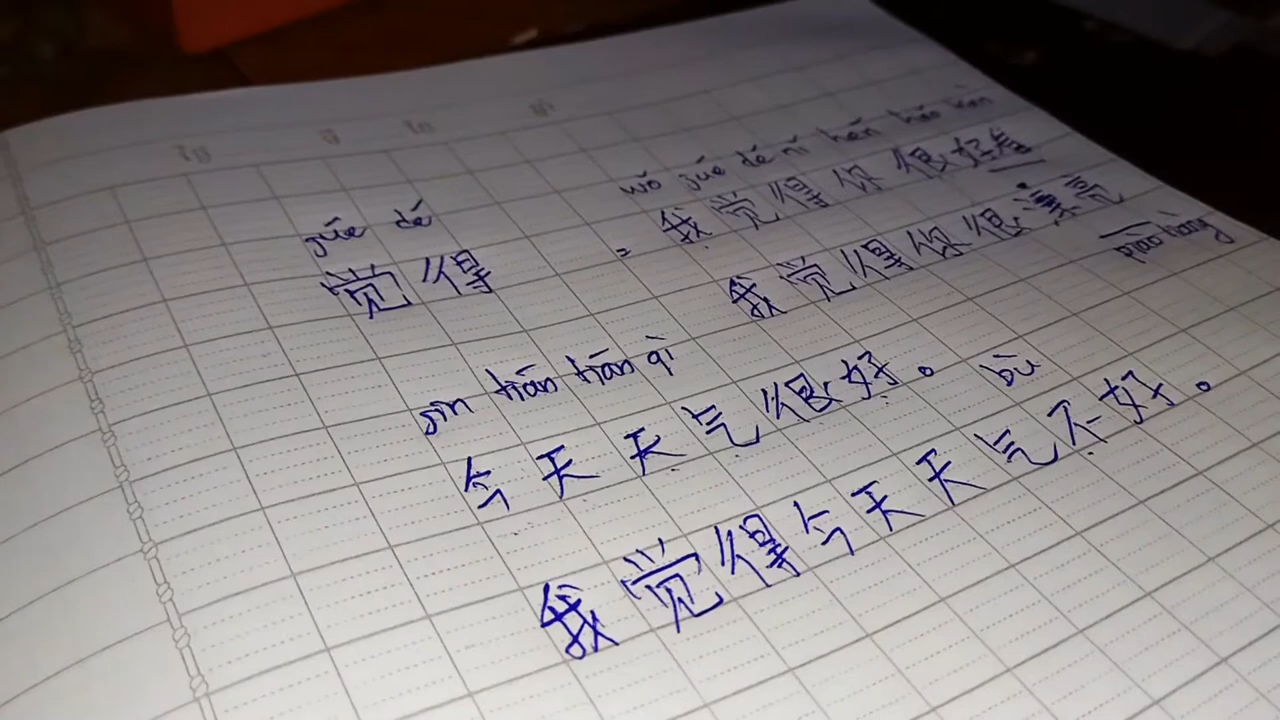 wǒ jué dé nǐ hěn hǎo kàn
= 我觉得你很好看
jué dé
觉得
我觉得你很漂亮
piào liàng
jīn tiān tiān qì
今天天气很好。
bù
我觉得今天天气不好。